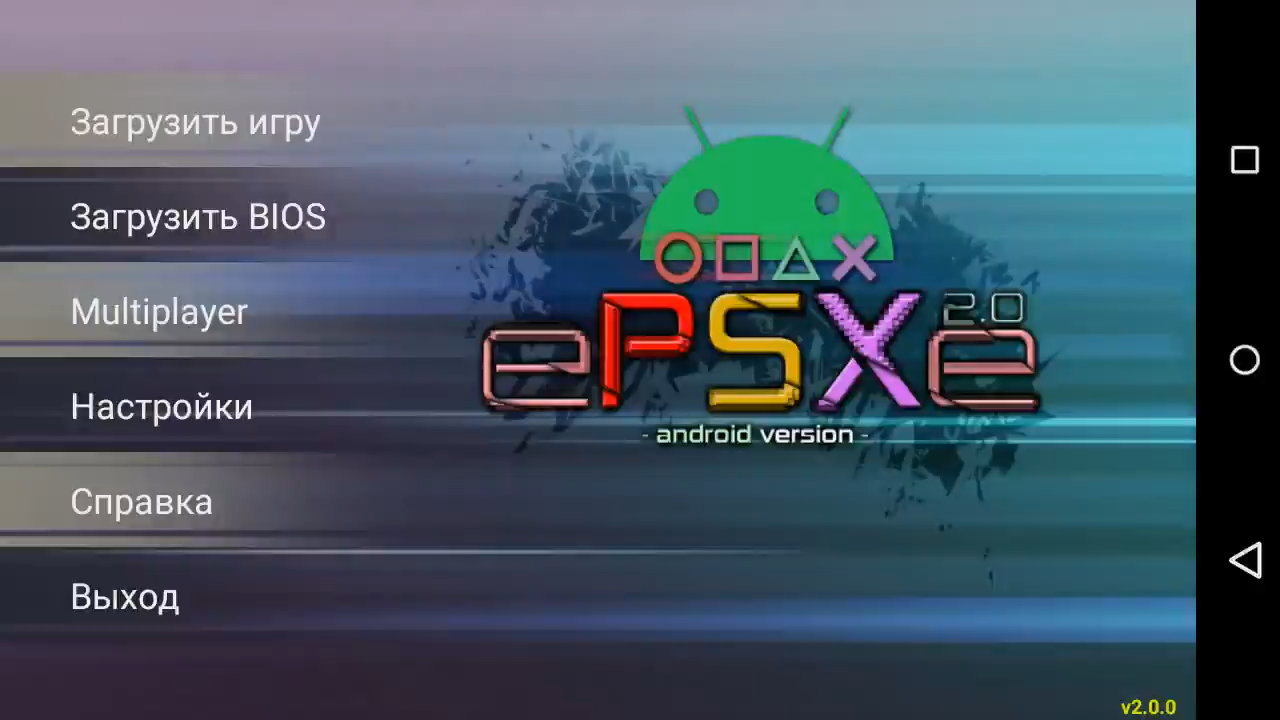 Загрузить игру
Загрузить BIOS
Multiplayer
Настройки
Справка
Выход
ePSXe 2.0
- android version -
v2.0.0